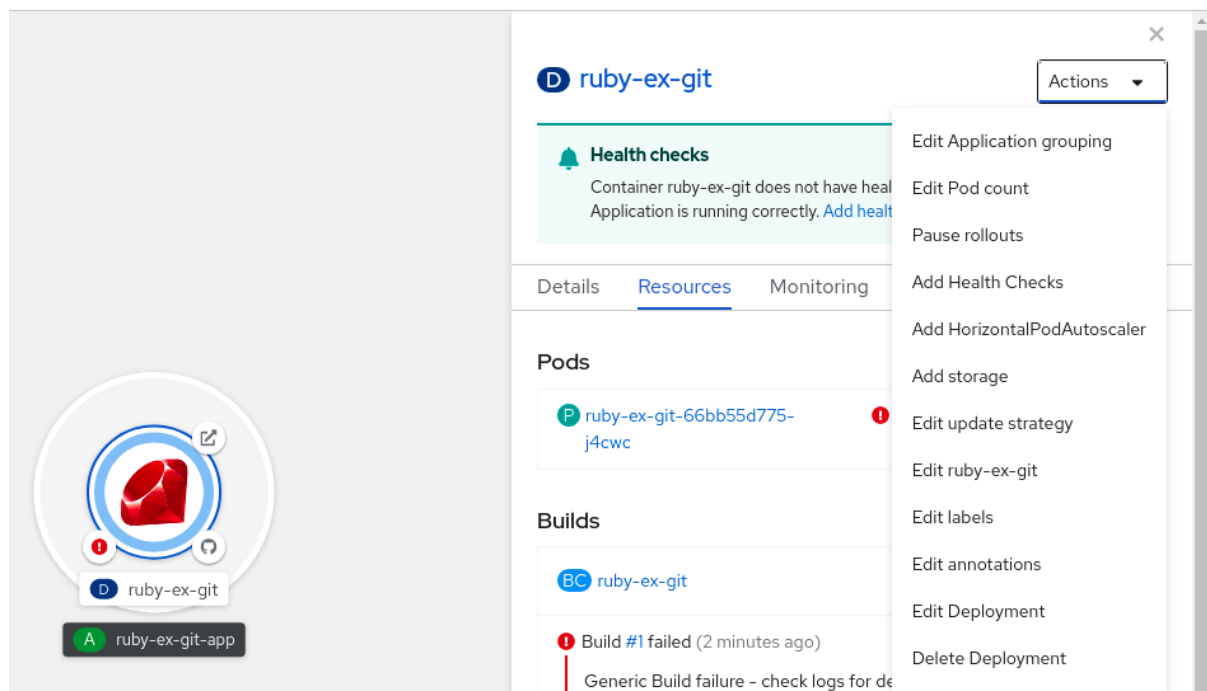 D ruby-ex-git
Actions
Health checks
Container ruby-ex-git does not have
Application is running correctly. Add
Edit Application grouping
Edit Pod count
Pause rollouts
Add Health Checks
Add HorizontalPodAutoscaler
Add storage
Edit update strategy
Edit ruby-ex-git
Edit labels
Edit annotations
Edit Deployment
Delete Deployment
Details Resources Monitoring
Pods
P ruby-ex-git-66bb55d775-
j4cwc
Builds
BC ruby-ex-git
Build #1 failed (2 minutes ago)
Generic Build failure - check logs for
D ruby-ex-git
A ruby-ex-git-app